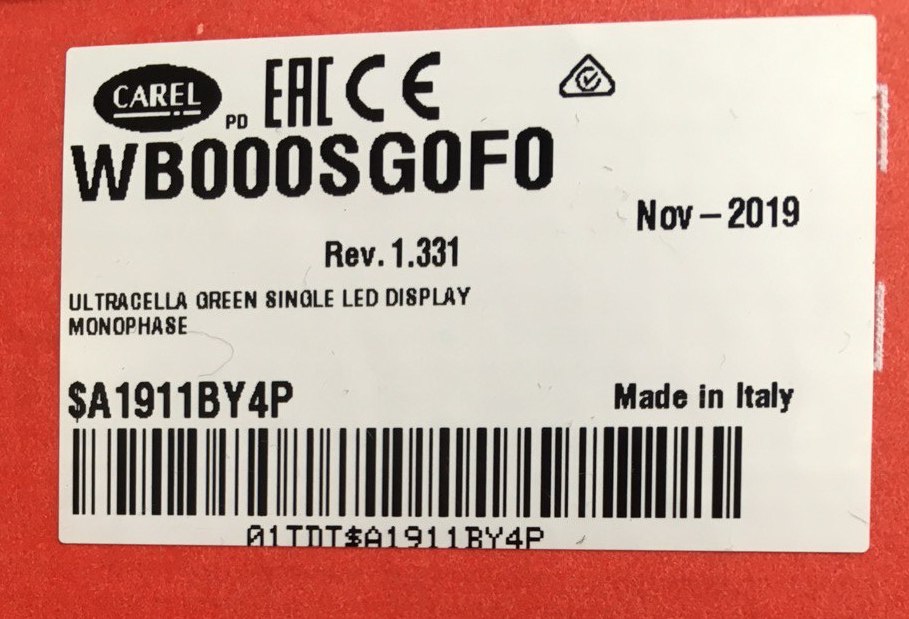 CAREL PD EAC CE
WB000SG0F0
Nov-2019
Rev. 1.331
ULTRACELLA GREEN SINGLE LED DISPLAY
MONOPHASE
$A1911BY4P
Made in Italy
01TDT$A1911BY4P